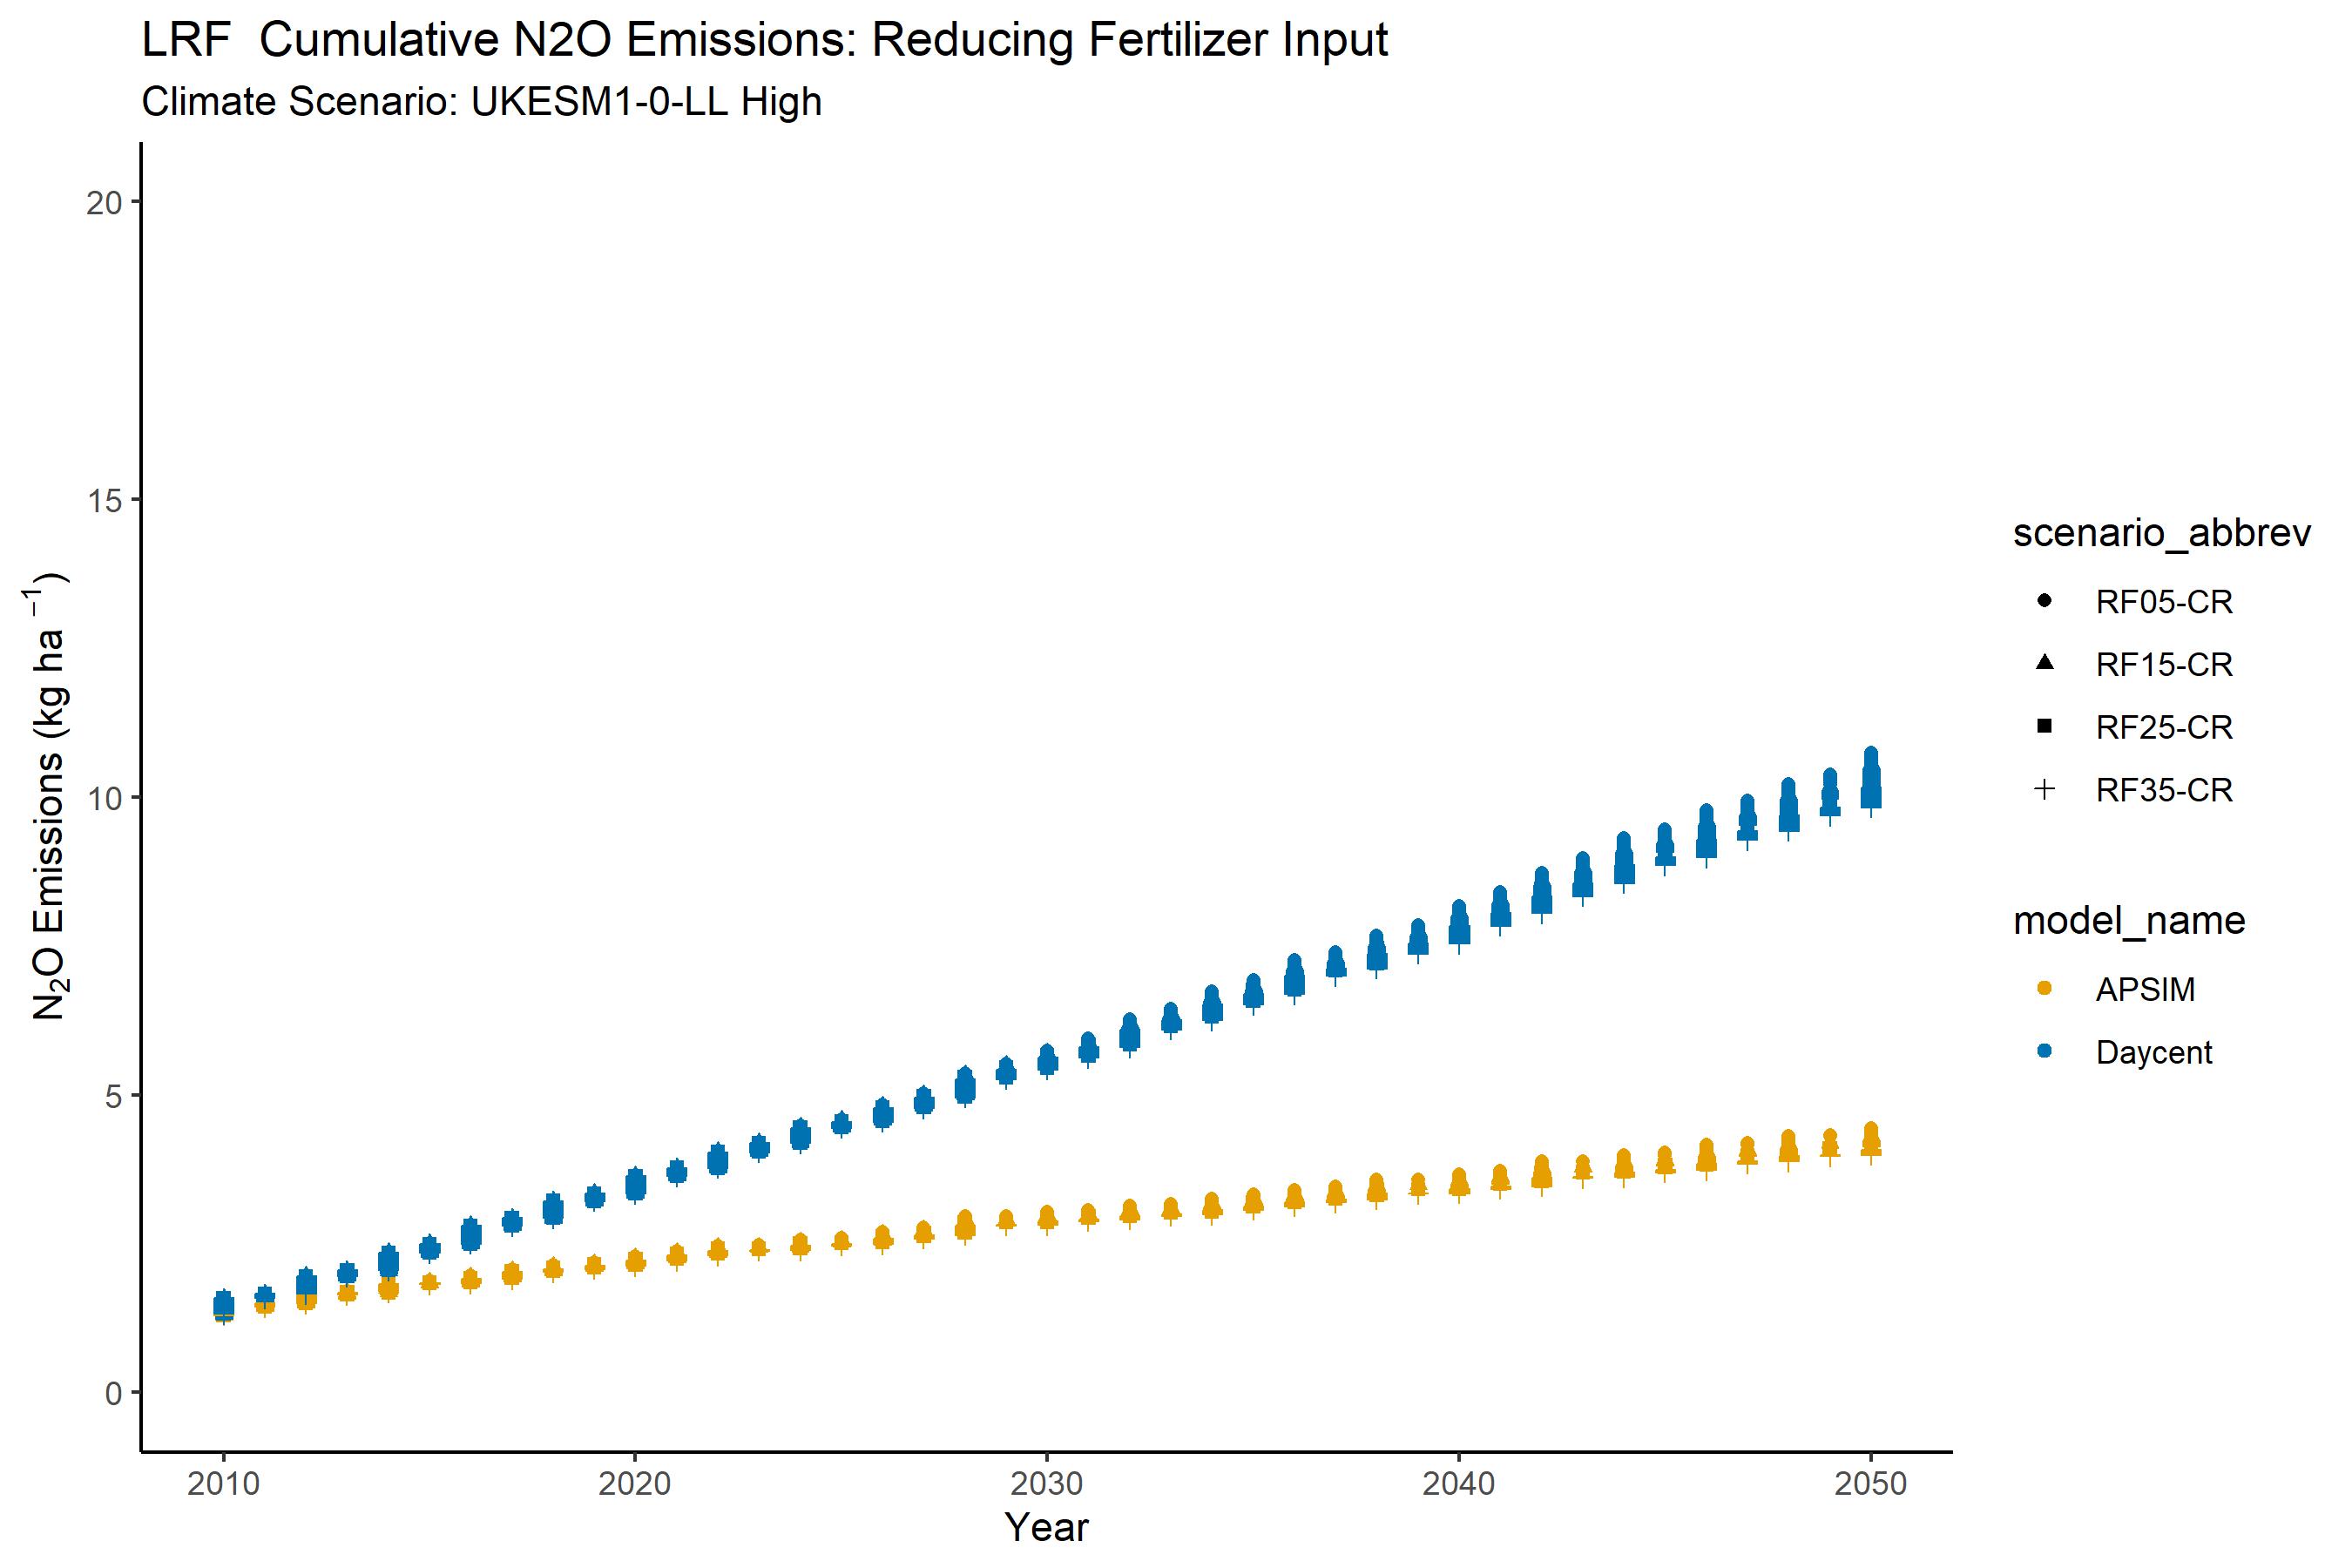 LRF  Cumulative N2O Emissions: Reducing Fertilizer Input
Climate Scenario: UKESM1-0-LL High
N₂O Emissions (kg ha ⁻¹)
20
15
10
5
0
2010
2020
2030
2040
2050
Year
scenario_abbrev
RF05-CR
RF15-CR
RF25-CR
RF35-CR
model_name
APSIM
Daycent